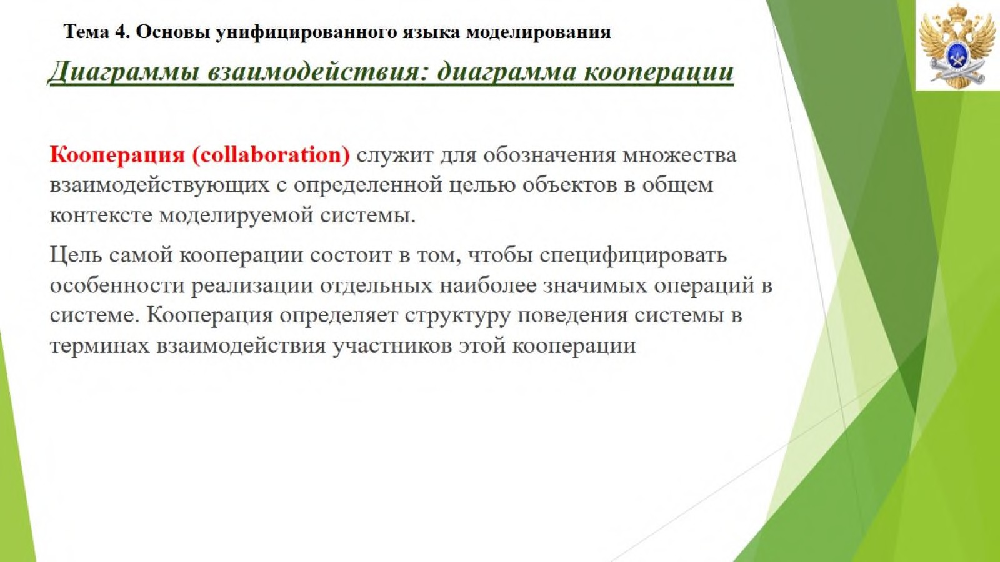 Тема 4. Основы унифицированного языка моделирования
Диаграммы взаимодействия: диаграмма кооперации
Кооперация (collaboration) служит для обозначения множества
взаимодействующих с определенной целью объектов в общем
контексте моделируемой системы.
Цель самой кооперации состоит в том, чтобы специфицировать
особенности реализации отдельных наиболее значимых операций в
системе. Кооперация определяет структуру поведения системы в
терминах взаимодействия участников этой кооперации